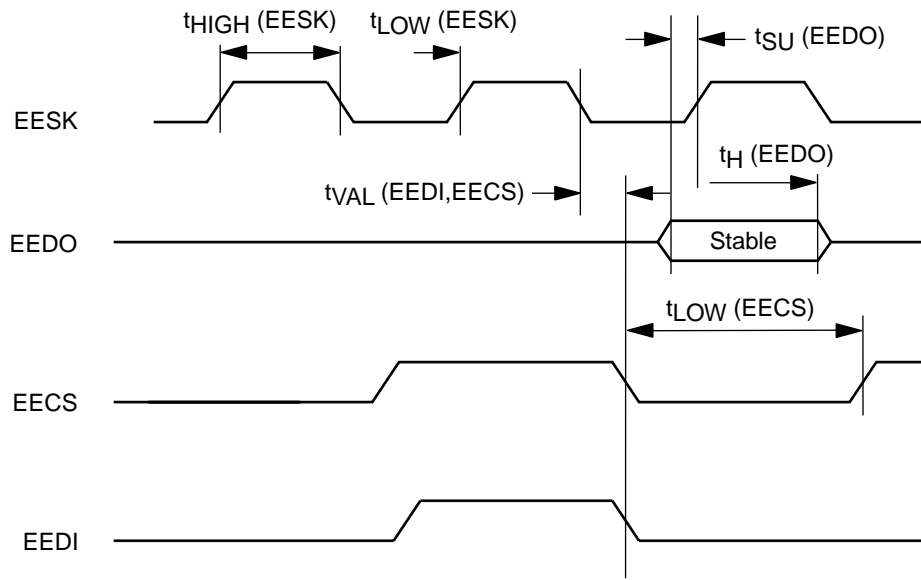 tHIGH (EESK)
tLOW (EESK)
tSU (EEDO)
EESK
tH (EEDO)
tVAL (EEDI,EECS)
EEDO
Stable
tLOW (EECS)
EECS
EEDI